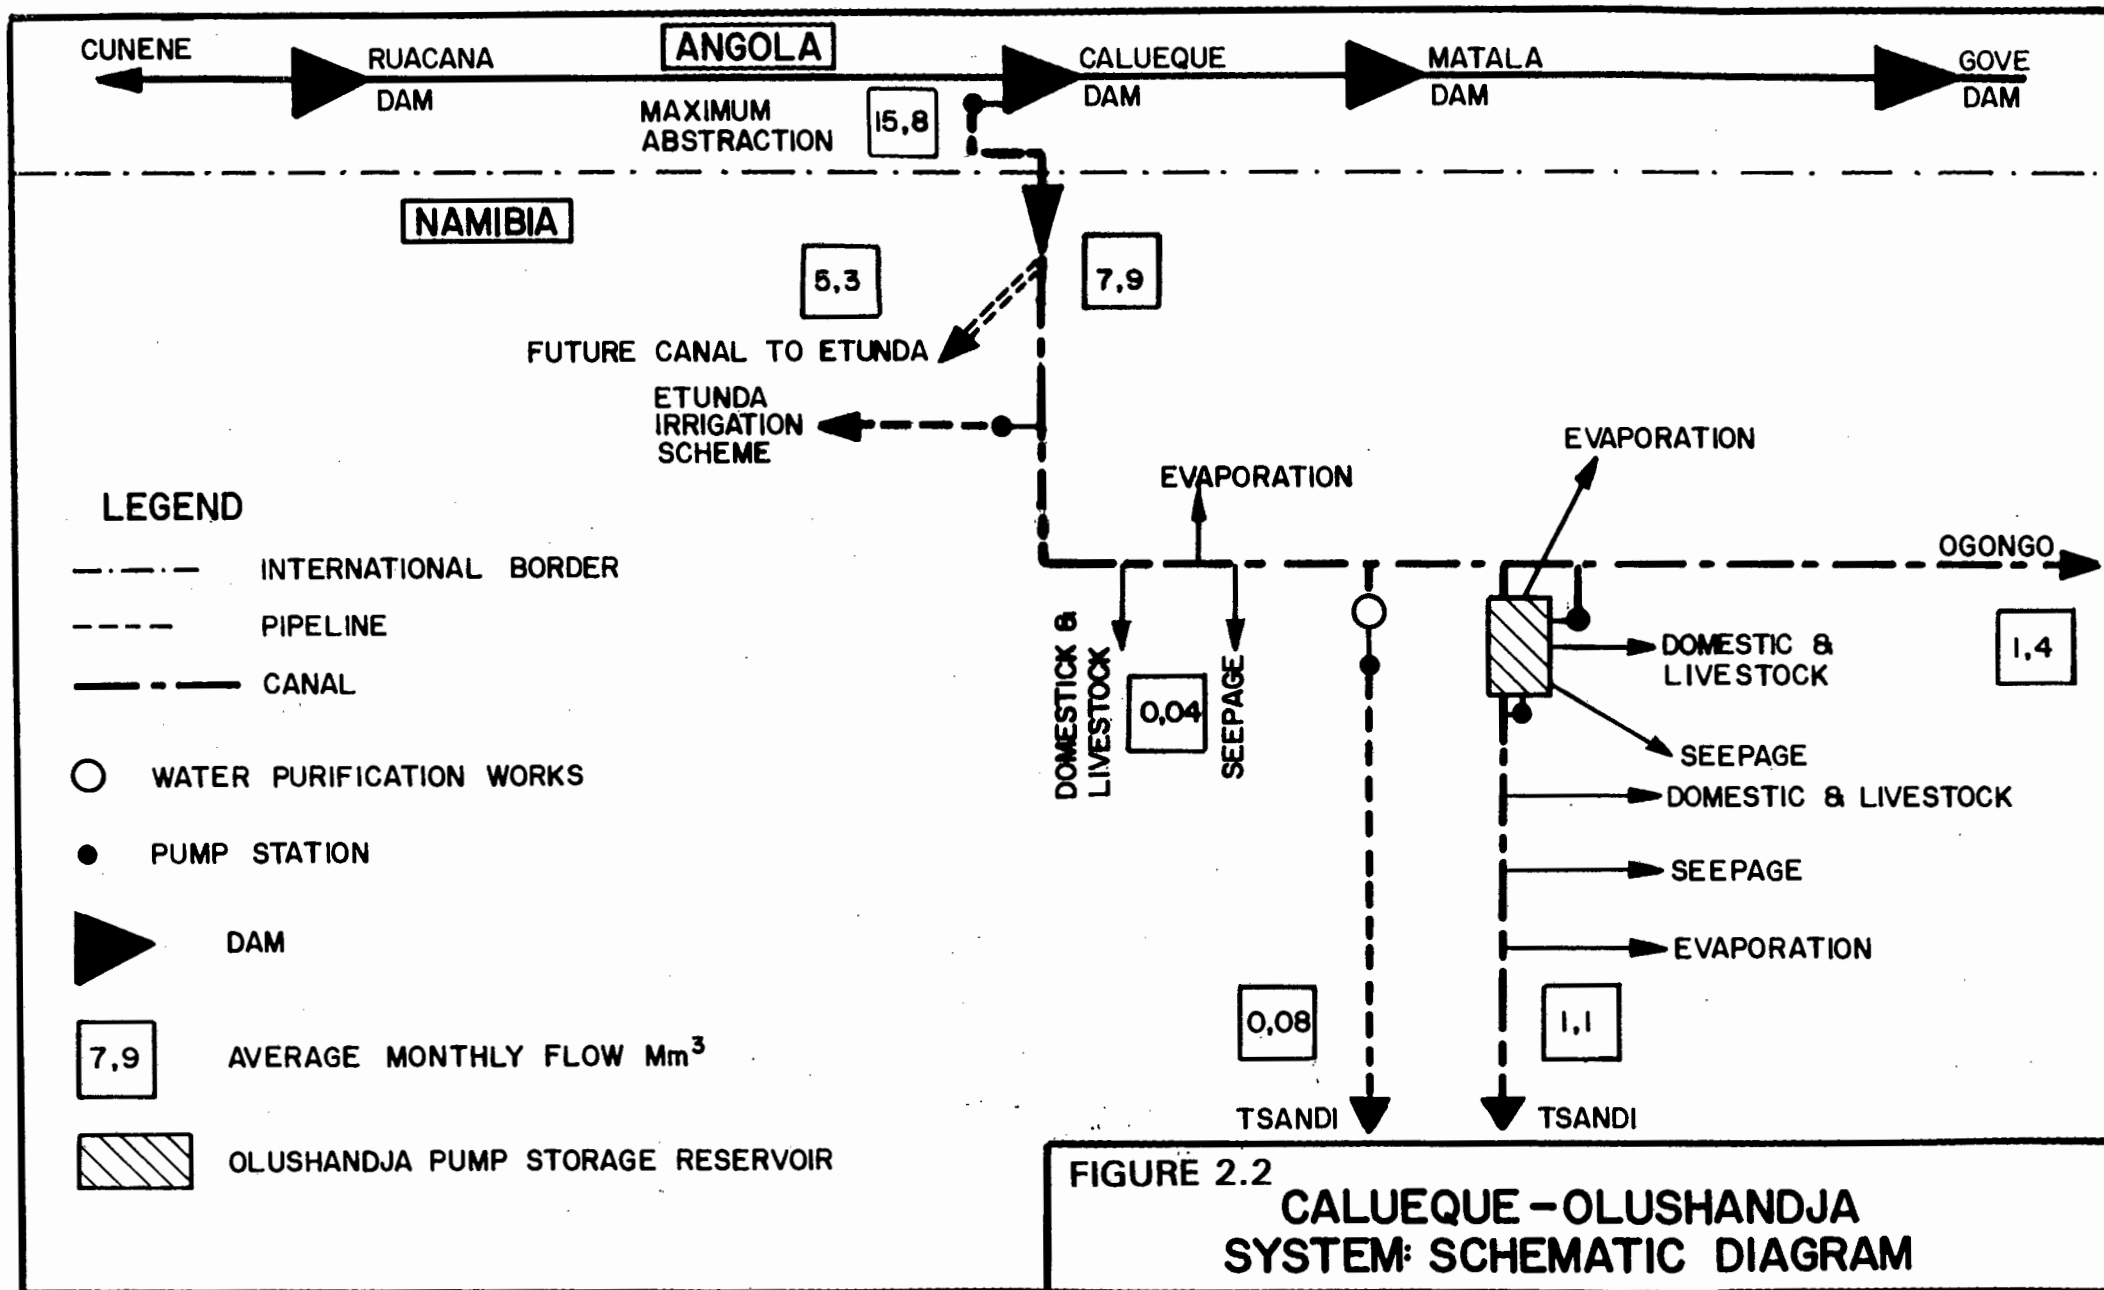 CUNENE
RUACANA
DAM
ANGOLA
CALUEQUE
DAM
MATALA
DAM
GOVE
DAM
MAXIMUM
ABSTRACTION
15,8
NAMIBIA
5,3
7,9
FUTURE CANAL TO ETUNDA
ETUNDA
IRRIGATION
SCHEME
EVAPORATION
EVAPORATION
OGONGO
DOMESTICK &
LIVESTOCK
0,04
SEEPAGE
DOMESTIC &
LIVESTOCK
1,4
SEEPAGE
DOMESTIC & LIVESTOCK
SEEPAGE
EVAPORATION
0,08
1,1
TSANDI
TSANDI
LEGEND
INTERNATIONAL BORDER
PIPELINE
CANAL
WATER PURIFICATION WORKS
PUMP STATION
DAM
7,9
AVERAGE MONTHLY FLOW Mm³
OLUSHANDJA PUMP STORAGE RESERVOIR
FIGURE 2.2
CALUEQUE-OLUSHANDJA
SYSTEM: SCHEMATIC DIAGRAM